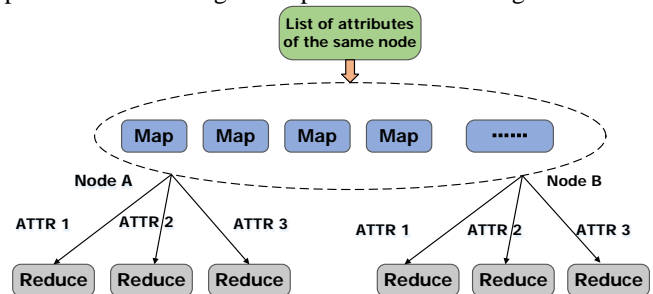 List of attributes
of the same node
Map Map Map Map ······
Node A Node B
ATTR 1 ATTR 2 ATTR 3 ATTR 1 ATTR 2 ATTR 3
Reduce Reduce Reduce Reduce Reduce Reduce